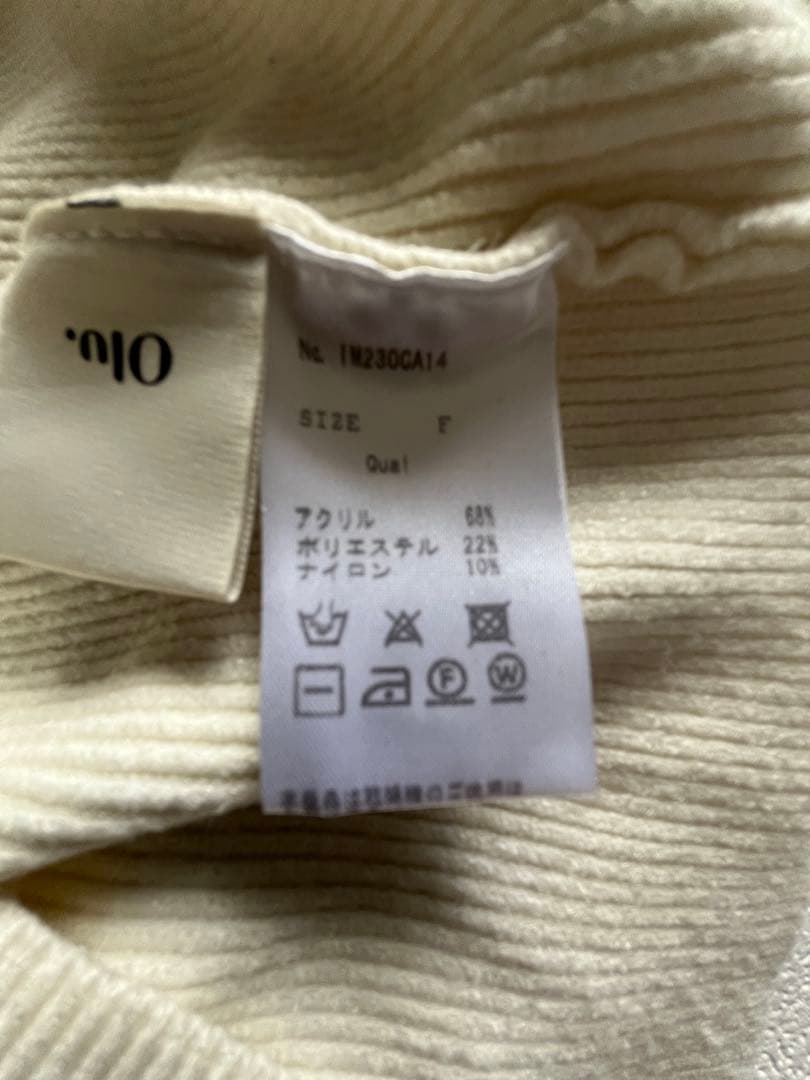 Olu.
No. IM230GA14
SIZE F
Qual
アクリル 68%
ポリエステル 22%
ナイロン 10%
F W